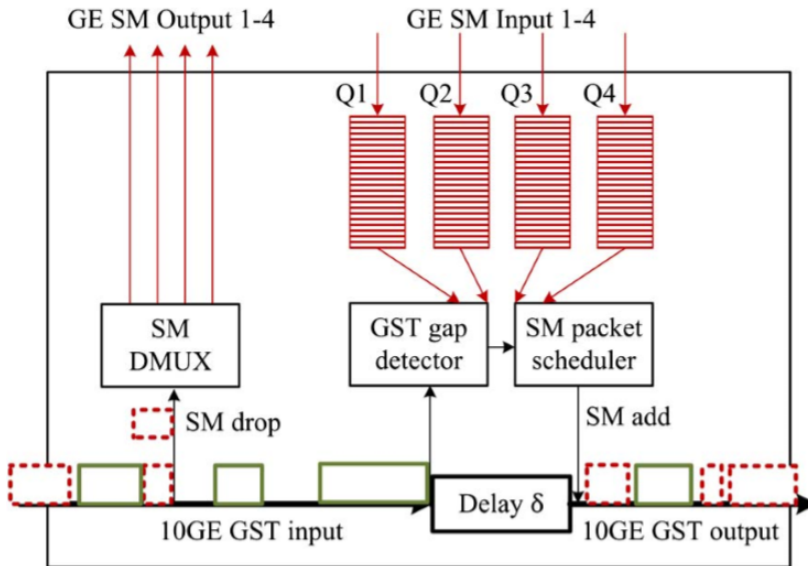 GE SM Output 1-4
GE SM Input 1-4
Q1
Q2
Q3
Q4
SM
DMUX
GST gap
detector
SM packet
scheduler
SM drop
SM add
Delay δ
10GE GST input
10GE GST output